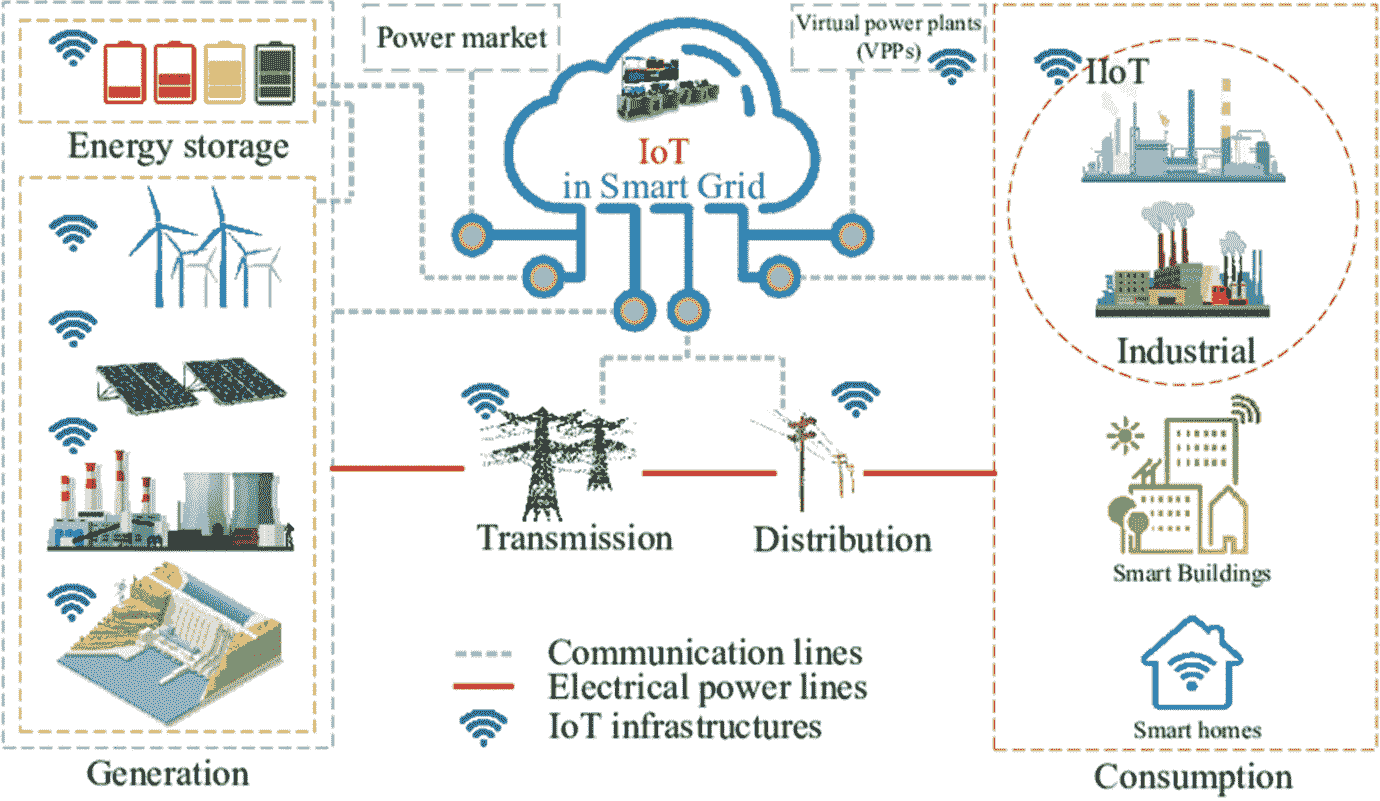 Power market
Virtual power plants
(VPPs)
IIoT
IoT
in Smart Grid
Energy storage
Industrial
Transmission
Distribution
Smart Buildings
Communication lines
Electrical power lines
IoT infrastructures
Smart homes
Generation
Consumption